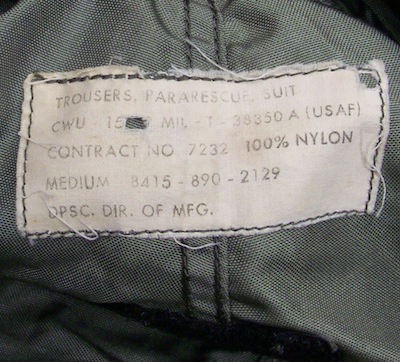 TROUSERS, PARARESCUE, SUIT
CWU MIL - T - 38350 A (USAF)
CONTRACT NO. 7232 100% NYLON
MEDIUM 8415 - 890 - 2129
DPSC. DIR. OF MFG.